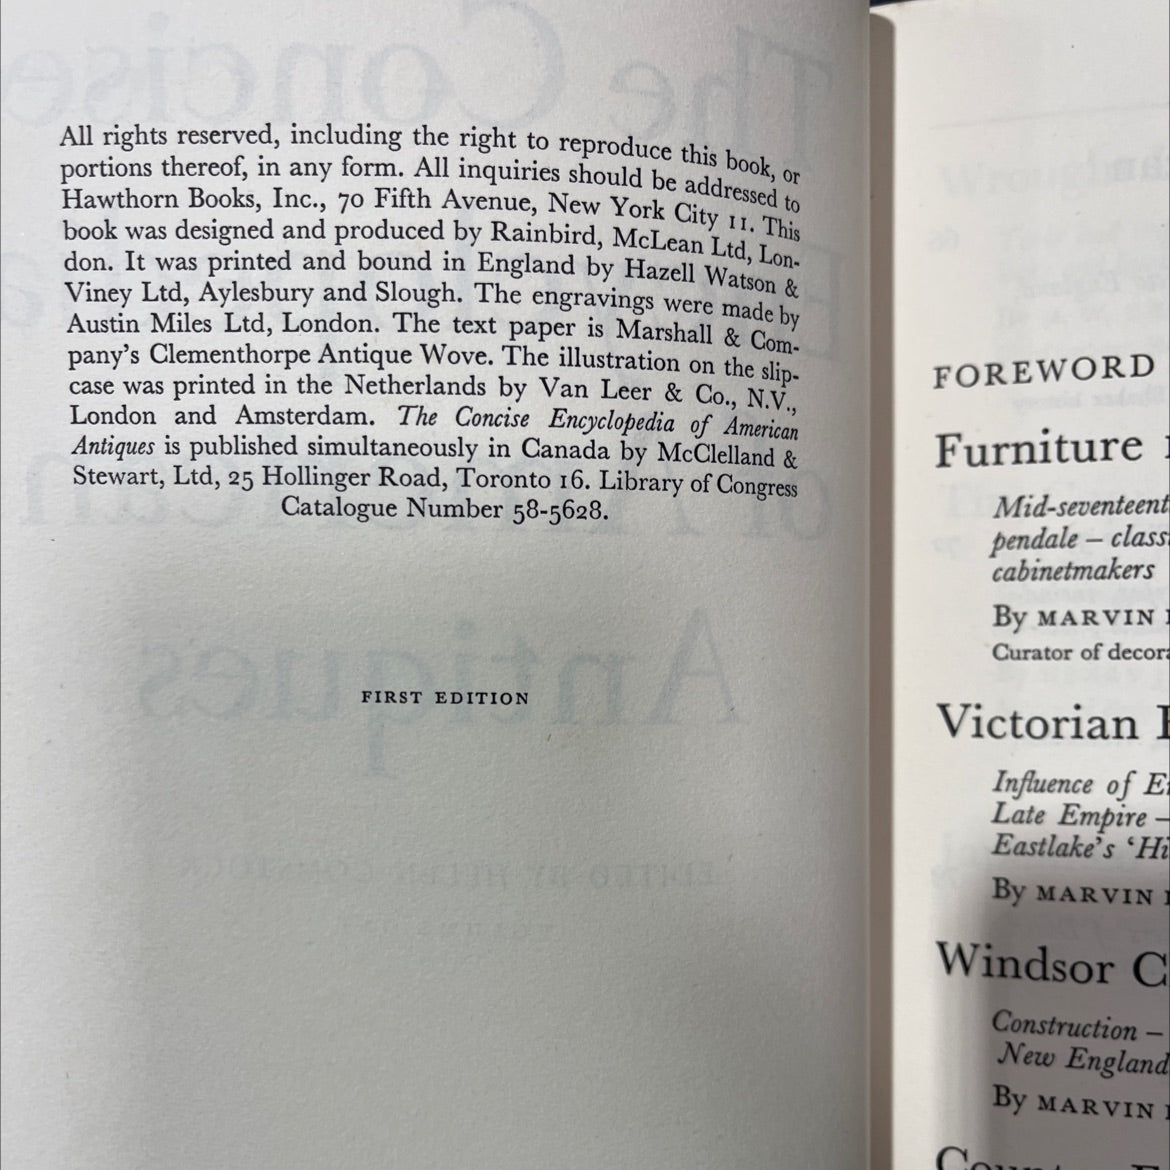 All rights reserved, including the right to reproduce this book, or
portions thereof, in any form. All inquiries should be addressed to
Hawthorn Books, Inc., 70 Fifth Avenue, New York City 11. This
book was designed and produced by Rainbird, McLean Ltd, Lon-
don. It was printed and bound in England by Hazell Watson &
Viney Ltd, Aylesbury and Slough. The engravings were made by
Austin Miles Ltd, London. The text paper is Marshall & Com-
pany's Clementhorpe Antique Wove. The illustration on the slip-
case was printed in the Netherlands by Van Leer & Co., N.V.,
London and Amsterdam. The Concise Encyclopedia of American
Antiques is published simultaneously in Canada by McClelland &
Stewart, Ltd, 25 Hollinger Road, Toronto 16. Library of Congress
Catalogue Number 58-5628.
FIRST EDITION
FOREWORD
Furniture
Mid-seventeent
pendale – class
cabinetmakers
By MARVIN
Curator of decora
Victorian
Influence of E
Late Empire –
Eastlake's 'Hi
By MARVIN
Windsor C
Construction –
New England
By MARVIN